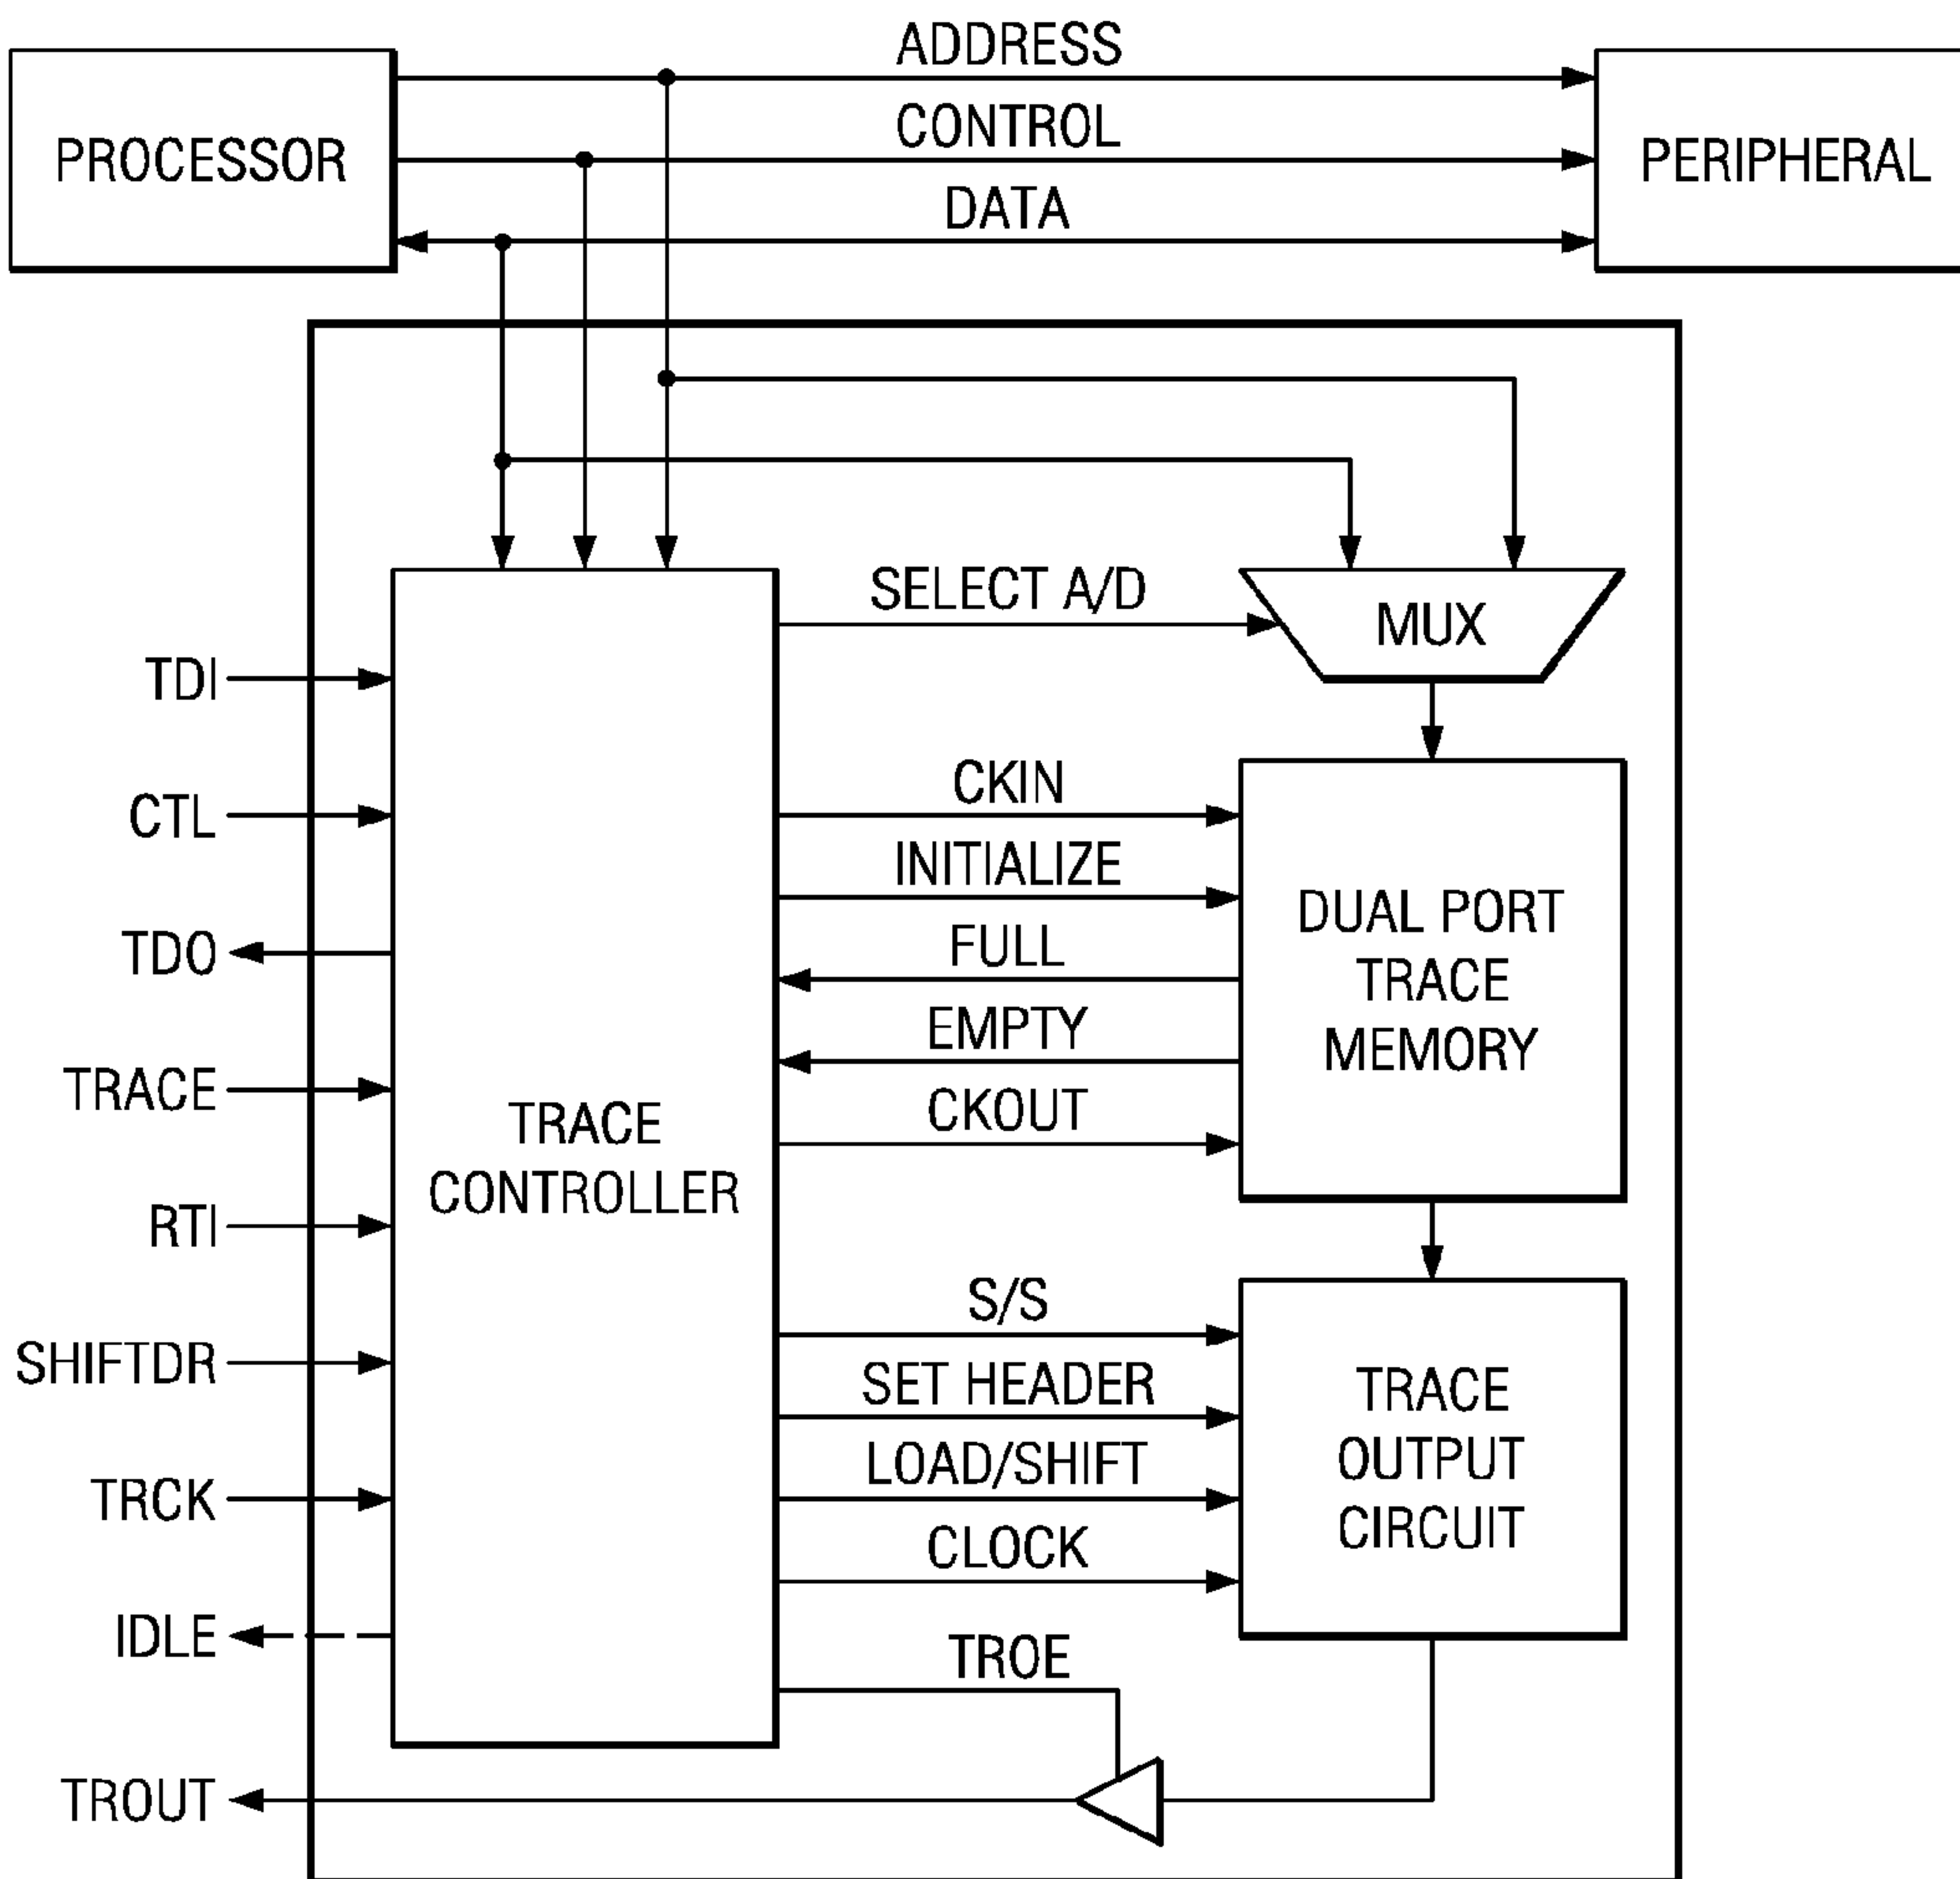 ADDRESS
PROCESSOR
CONTROL
PERIPHERAL
DATA
SELECT A/D
MUX
TDI
CTL
TDO
TRACE
RTI
SHIFTDR
TRCK
IDLE
TROUT
TRACE
CONTROLLER
CKIN
INITIALIZE
FULL
EMPTY
CKOUT
DUAL PORT
TRACE
MEMORY
S/S
SET HEADER
LOAD/SHIFT
CLOCK
TROE
TRACE
OUTPUT
CIRCUIT